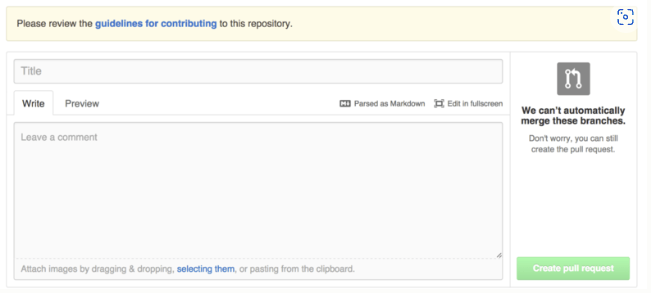 Please review the guidelines for contributing to this repository.
Title
Write Preview Parsed as Markdown Edit in fullscreen
Leave a comment
Attach images by dragging & dropping, selecting them, or pasting from the clipboard.
We can't automatically
merge these branches.
Don't worry, you can still
create the pull request.
Create pull request